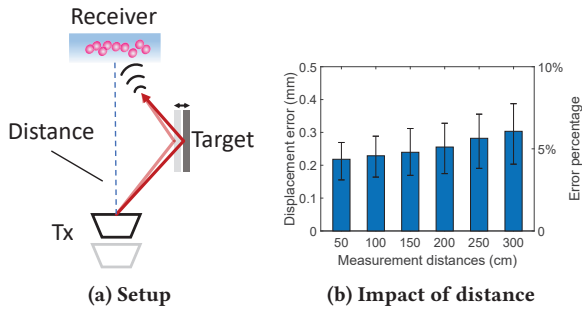 Receiver
Distance
Target
Tx
(a) Setup
Displacement error (mm)
0.5
0.4
0.3
0.2
0.1
0
10%
5%
0
Error percentage
50 100 150 200 250 300
Measurement distances (cm)
(b) Impact of distance